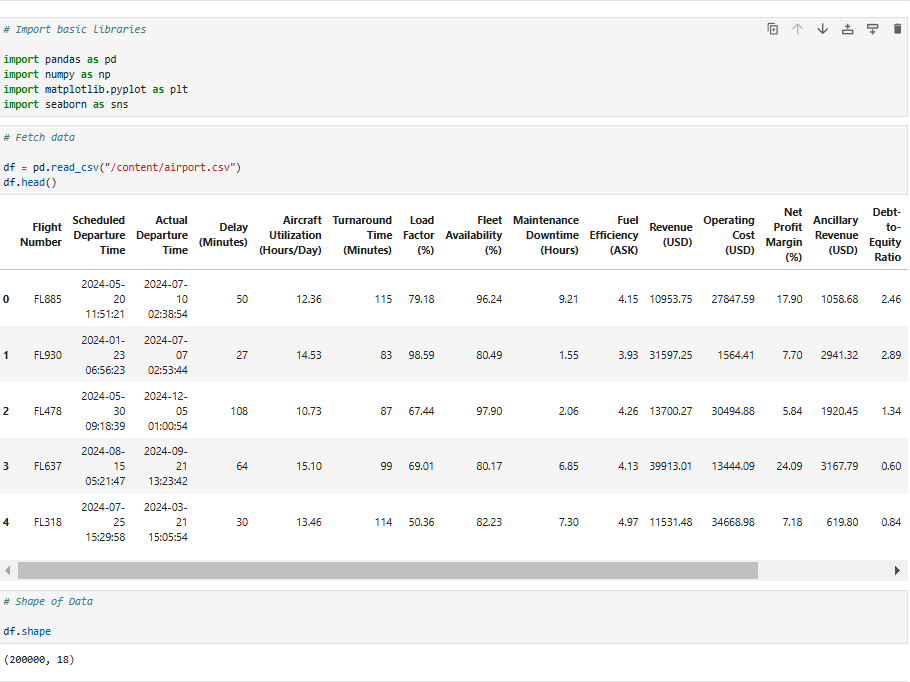 # Import basic libraries
import pandas as pd
import numpy as np
import matplotlib.pyplot as plt
import seaborn as sns
# Fetch data
df = pd.read_csv("/content/airport.csv")
df.head()
Flight Number Scheduled Departure Time Actual Departure Time Delay (Minutes) Aircraft Utilization (Hours/Day) Turnaround Time (Minutes) Load Factor (%) Fleet Availability (%) Maintenance Downtime (Hours) Fuel Efficiency (ASK) Revenue (USD) Operating Cost (USD) Net Profit Margin (%) Ancillary Revenue (USD) Debt-to-Equity Ratio
0 FL885 2024-05-20 11:51:21 2024-07-10 02:38:54 50 12.36 115 79.18 96.24 9.21 4.15 10953.75 27847.59 17.90 1058.68 2.46
1 FL930 2024-01-23 06:56:23 2024-07-07 02:53:44 27 14.53 83 98.59 80.49 1.55 3.93 31597.25 1564.41 7.70 2941.32 2.89
2 FL478 2024-05-30 09:18:39 2024-12-05 01:00:54 108 10.73 87 67.44 97.90 2.06 4.26 13700.27 30494.88 5.84 1920.45 1.34
3 FL637 2024-08-15 05:21:47 2024-09-21 13:23:42 64 15.10 99 69.01 80.17 6.85 4.13 39913.01 13444.09 24.09 3167.79 0.60
4 FL318 2024-07-25 15:29:58 2024-03-21 15:05:54 30 13.46 114 50.36 82.23 7.30 4.97 11531.48 34668.98 7.18 619.80 0.84
# Shape of Data
df.shape
(200000, 18)